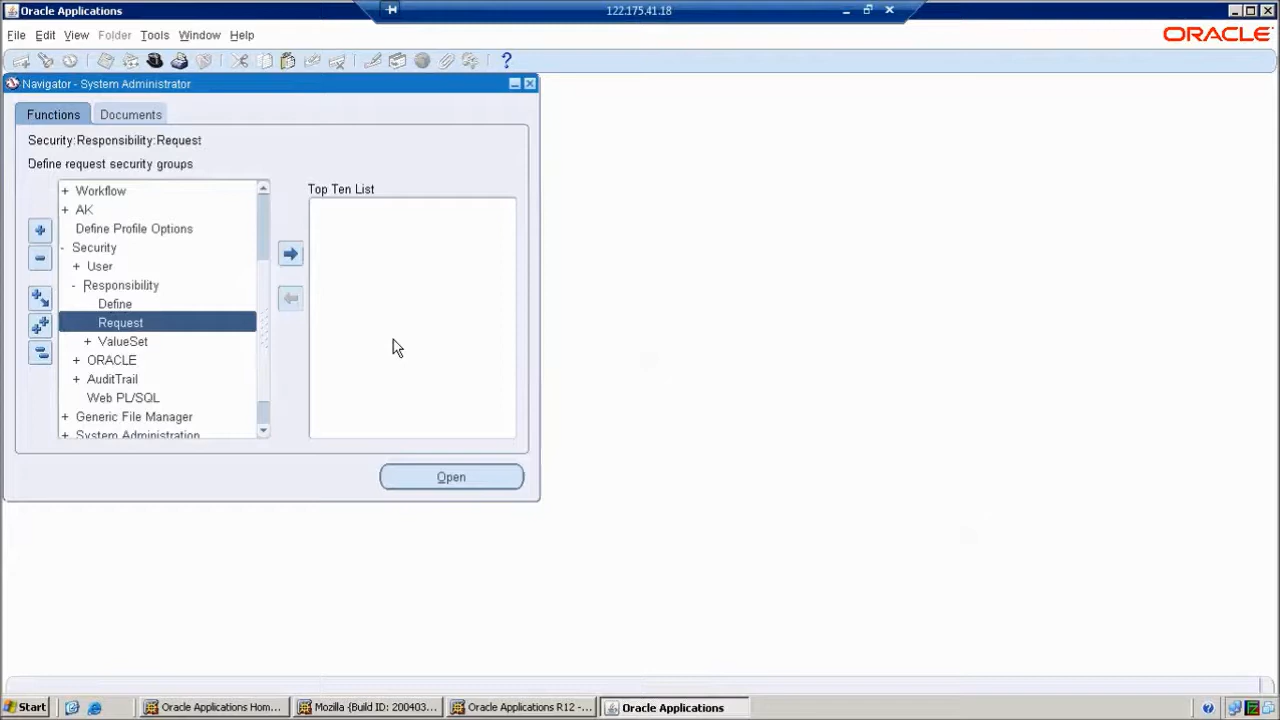 Oracle Applications
122.175.41.18
File Edit View Folder Tools Window Help
ORACLE
Navigator - System Administrator
Functions Documents
Security:Responsibility:Request
Define request security groups
+ Workflow
+ AK
Define Profile Options
- Security
+ User
- Responsibility
Define
Request
+ ValueSet
+ ORACLE
+ AuditTrail
Web PL/SQL
+ Generic File Manager
+ System Administration
Top Ten List
Open
Start
Oracle Applications Hom...
Mozilla {Build ID: 200403...
Oracle Applications R12 - ...
Oracle Applications